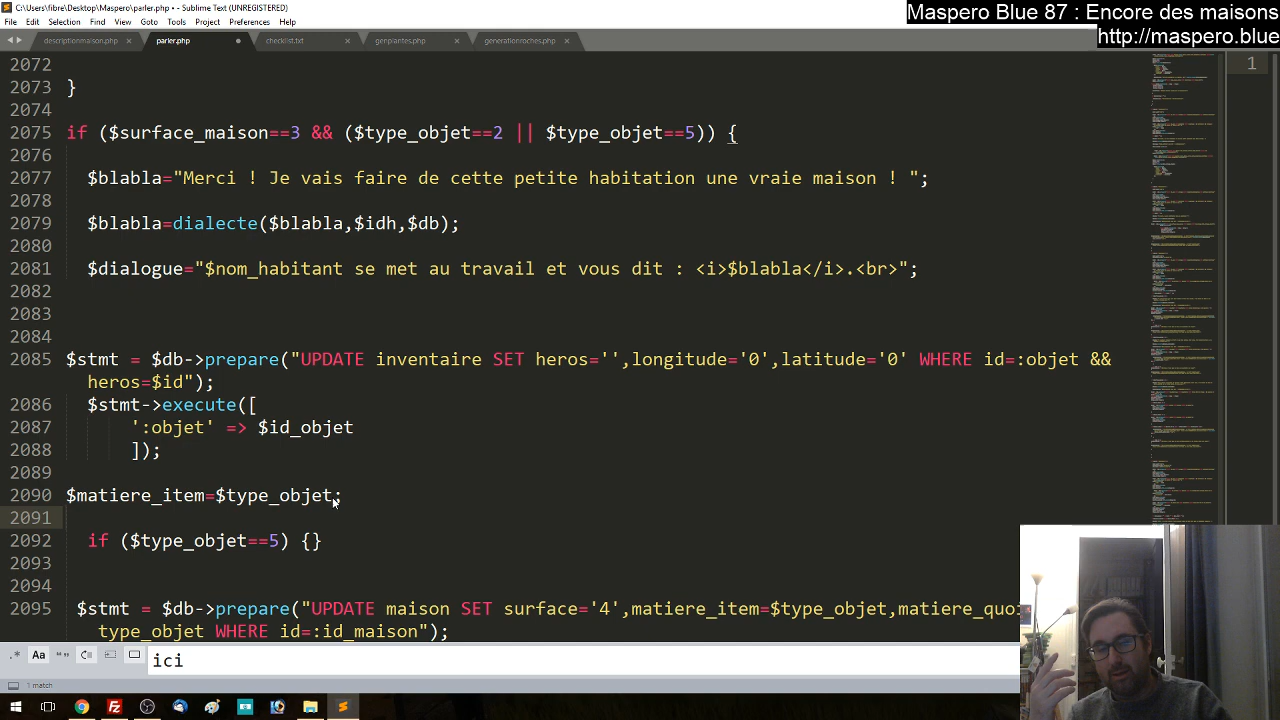 C:\Users\fibre\Desktop\Maspero\parler.php • - Sublime Text (UNREGISTERED)
Maspero Blue 87 : Encore des maisons
http://maspero.blue
File Edit Selection Find View Goto Tools Project Preferences Help
descriptionmaison.php × parler.php • checklist.txt × genplantes.php × generationroches.php ×
2072
2073 }
2074
2075 if ($surface_maison==3 && ($type_objet==2 || $type_objet==5)) {
2076
2077 $blabla="Merci ! Je vais faire de cette petite habitation une vraie maison ! ";
2078
2079 $blabla=dialecte($blabla,$idh,$db);
2080
2081 $dialogue="$nom_habitant se met au travail et vous dit : <i>$blabla</i>.<br>";
2082
2083
2084
2085 $stmt = $db->prepare("UPDATE inventaire SET heros='',longitude='0',latitude='0' WHERE id=:objet &&
heros=$id");
2086 $stmt->execute([
2087 ':objet' => $id_objet
2088 ]);
2089
2090 $matiere_item=$type_objet;
2091
2092 if ($type_objet==5) {}
2093
2094
2095 $stmt = $db->prepare("UPDATE maison SET surface='4',matiere_item=$type_objet,matiere_quoi
type_objet WHERE id=:id_maison");
1
.* Aa “” ici
1 match